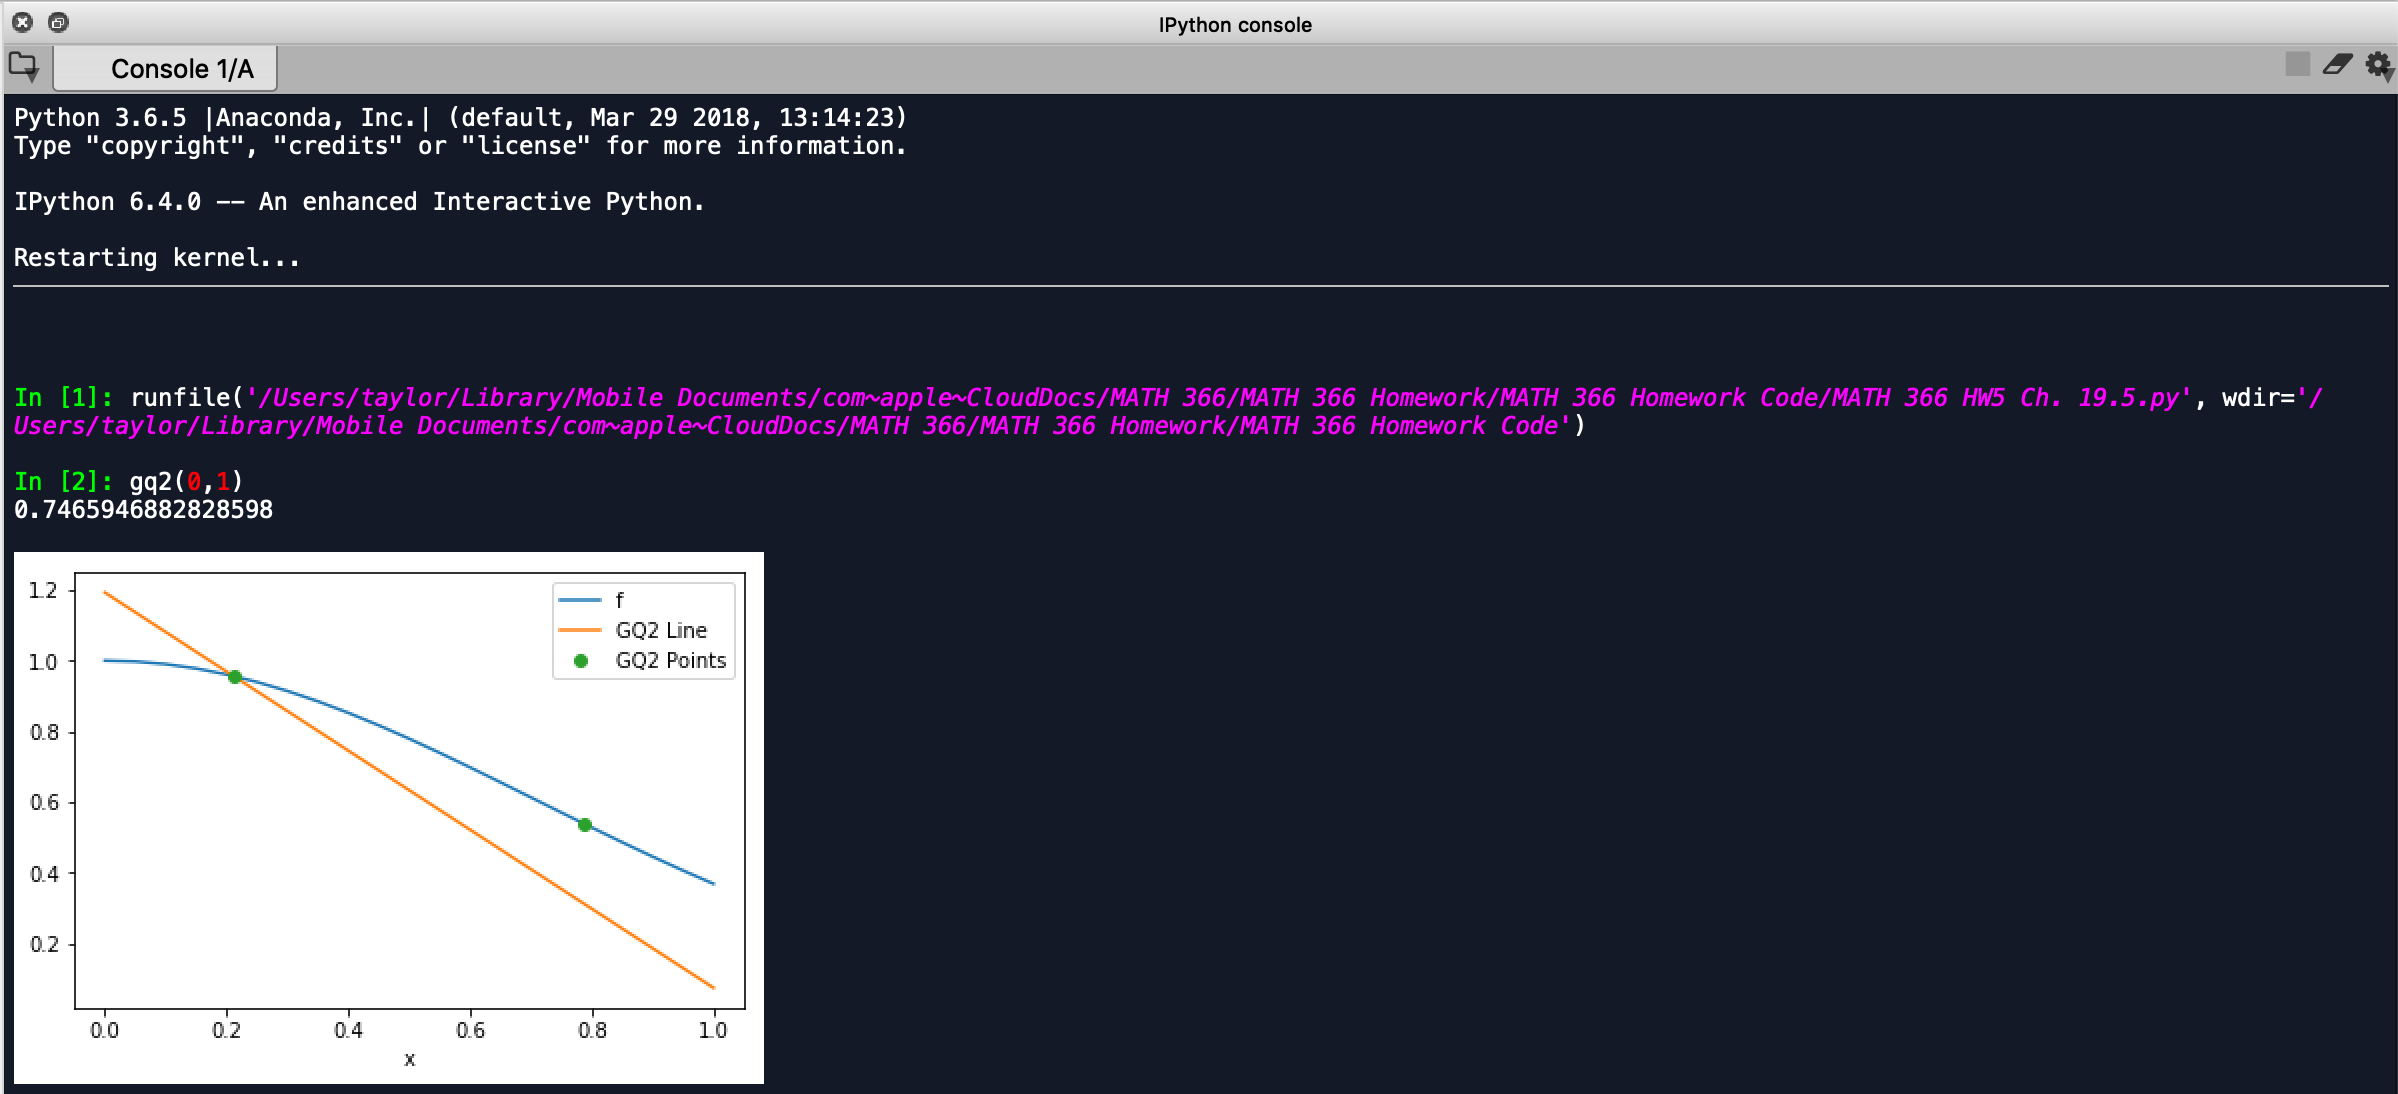 IPython console
Console 1/A
Python 3.6.5 |Anaconda, Inc.| (default, Mar 29 2018, 13:14:23)
Type "copyright", "credits" or "license" for more information.
IPython 6.4.0 -- An enhanced Interactive Python.
Restarting kernel...
In [1]: runfile('/Users/taylor/Library/Mobile Documents/com~apple~CloudDocs/MATH 366/MATH 366 Homework/MATH 366 Homework Code/MATH 366 HW5 Ch. 19.5.py', wdir='/
Users/taylor/Library/Mobile Documents/com~apple~CloudDocs/MATH 366/MATH 366 Homework/MATH 366 Homework Code')
In [2]: gq2(0,1)
0.7465946882828598
1.2
1.0
0.8
0.6
0.4
0.2
f
GQ2 Line
GQ2 Points
0.0 0.2 0.4 0.6 0.8 1.0
x